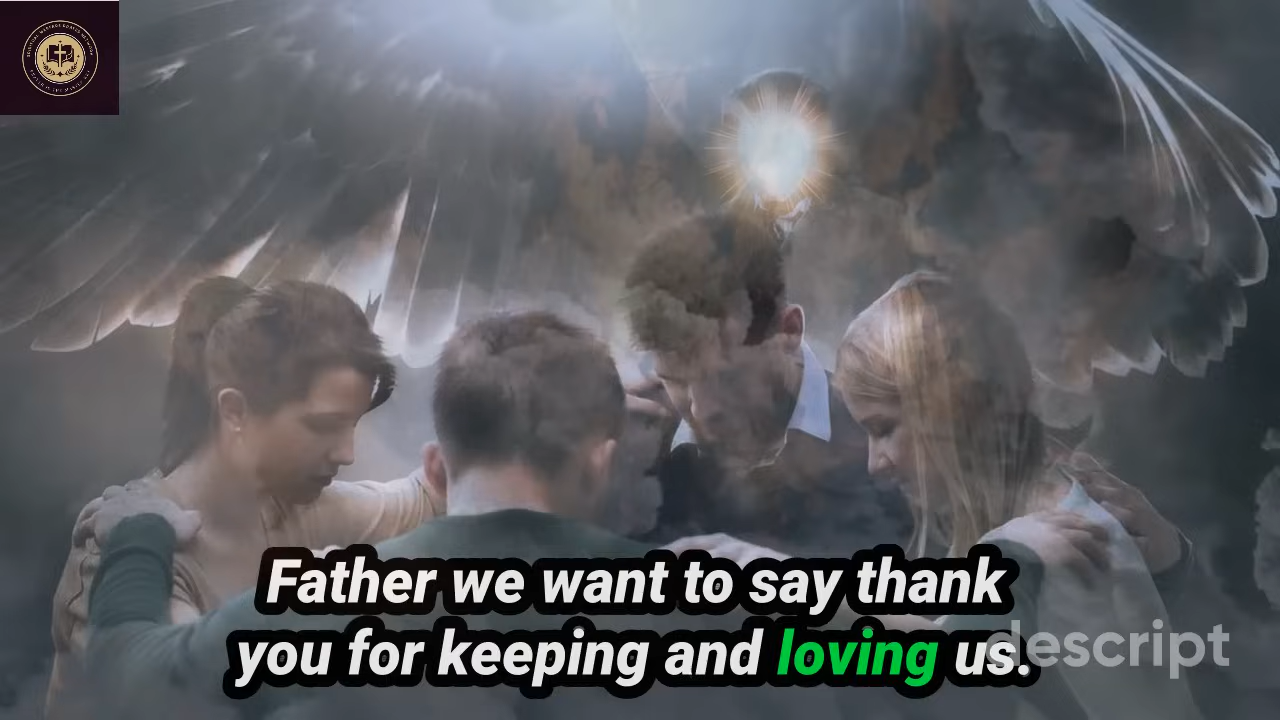 Father we want to say thank
you for keeping and loving us.
descript